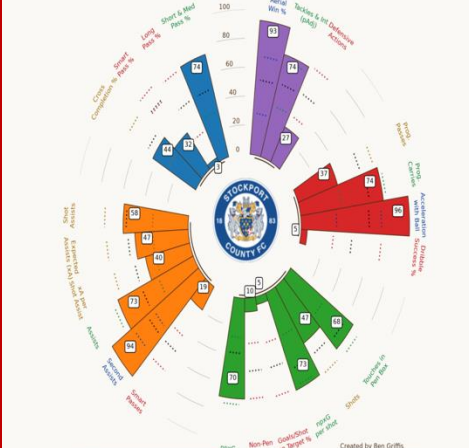 100
80
60
40
20
0
Aerial
Win %
Tackles & Int
(pAdj)
Defensive
Actions
Prog.
Passes
Prog.
Carries
Acceleration
with Ball
Dribble
Success %
Touches in
Pen Box
Shots
npxG
per shot
Goals/Shot
Non-Pen
Smart
Passes
Second
Assists
Assists
xA per
Shot Assist
Expected
Assists (xA)
Shot
Assists
Cross
Completion %
Smart
Pass %
Long
Pass %
Short & Med
Pass %
93
74
27
37
74
96
5
68
47
73
5
10
70
19
94
73
40
47
58
44
32
3
74
STOCKPORT
18 83
COUNTY FC
Created by Ben Griffis